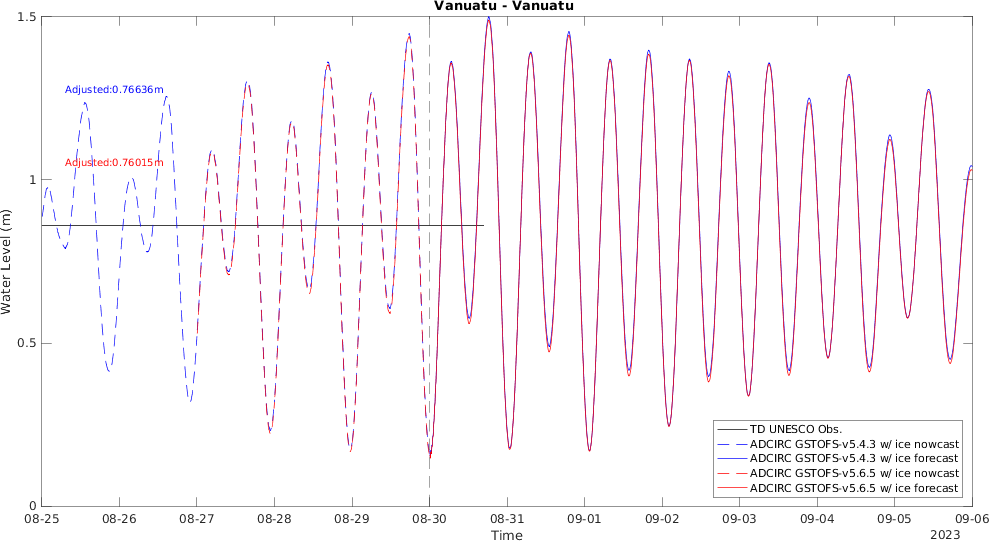 Vanuatu - Vanuatu
1.5
Adjusted:0.76636m
Adjusted:0.76015m
1
Water Level (m)
0.5
TD UNESCO Obs.
ADCIRC GSTOFS-v5.4.3 w/ ice nowcast
ADCIRC GSTOFS-v5.4.3 w/ ice forecast
ADCIRC GSTOFS-v5.6.5 w/ ice nowcast
ADCIRC GSTOFS-v5.6.5 w/ ice forecast
0
08-25 08-26 08-27 08-28 08-29 08-30 08-31 09-01 09-02 09-03 09-04 09-05 09-06
Time
2023